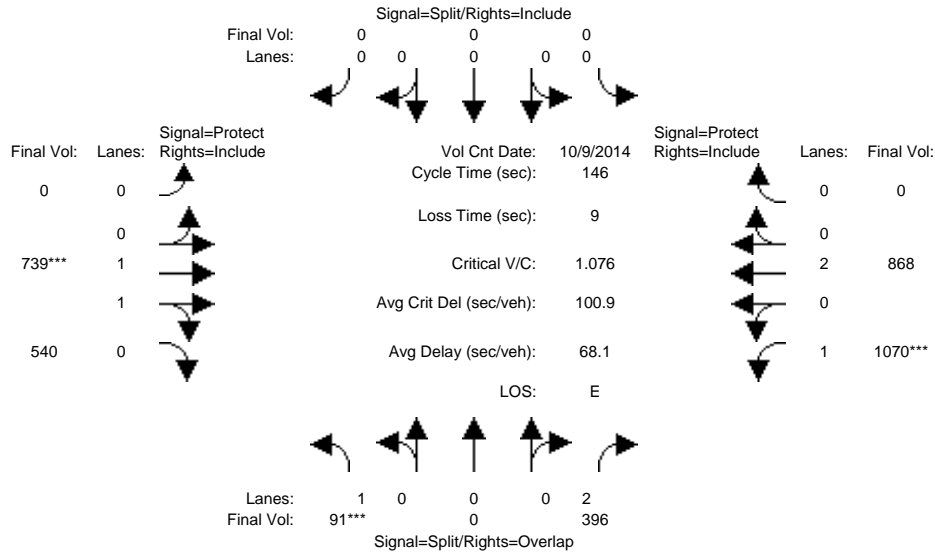 Signal=Split/Rights=Include
Final Vol: 0 0 0
Lanes: 0 0 0 0 0
Signal=Protect Signal=Protect
Final Vol: Lanes: Rights=Include Vol Cnt Date: 10/9/2014 Rights=Include Lanes: Final Vol:
Cycle Time (sec): 146
0 0 0 0
Loss Time (sec): 9
0 0
739*** 1 Critical V/C: 1.076 2 868
1 Avg Crit Del (sec/veh): 100.9 0
540 0 Avg Delay (sec/veh): 68.1 1 1070***
LOS: E
Lanes: 1 0 0 0 2
Final Vol: 91*** 0 396
Signal=Split/Rights=Overlap